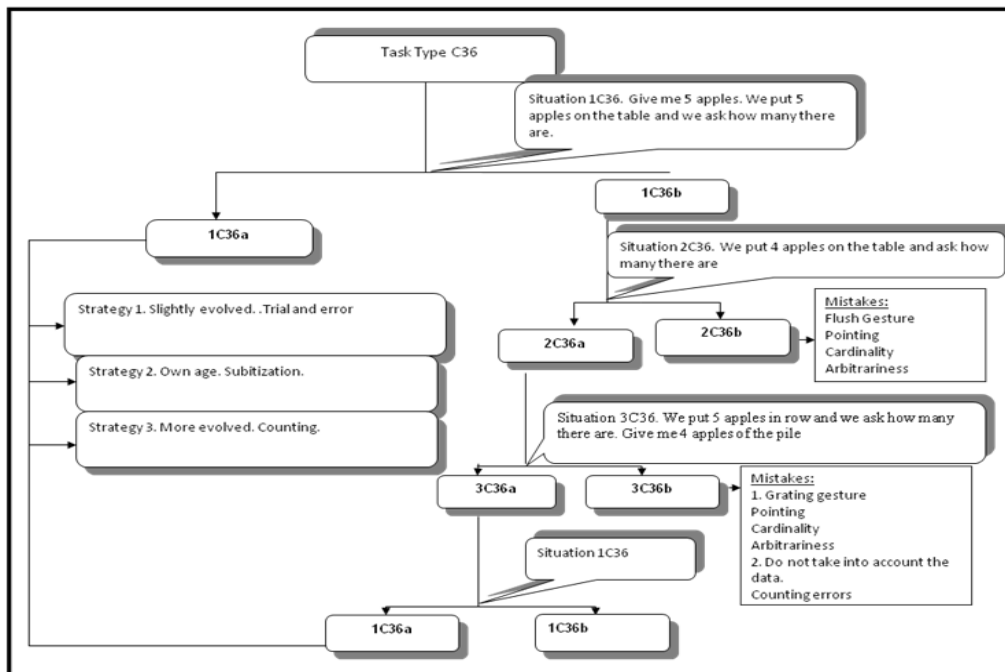 Task Type C36
Situation 1C36. Give me 5 apples. We put 5
apples on the table and we ask how many there
are.
1C36b
1C36a
Situation 2C36. We put 4 apples on the table and ask how
many there are
Strategy 1. Slightly evolved. .Trial and error
2C36a
2C36b
Mistakes:
Flush Gesture
Pointing
Cardinality
Arbitrariness
Strategy 2. Own age. Subitization.
Strategy 3. More evolved. Counting.
Situation 3C36. We put 5 apples in row and we ask how many
there are. Give me 4 apples of the pile
3C36a
3C36b
Mistakes:
1. Grating gesture
Pointing
Cardinality
Arbitrariness
2. Do not take into account the
data.
Counting errors
Situation 1C36
1C36a
1C36b